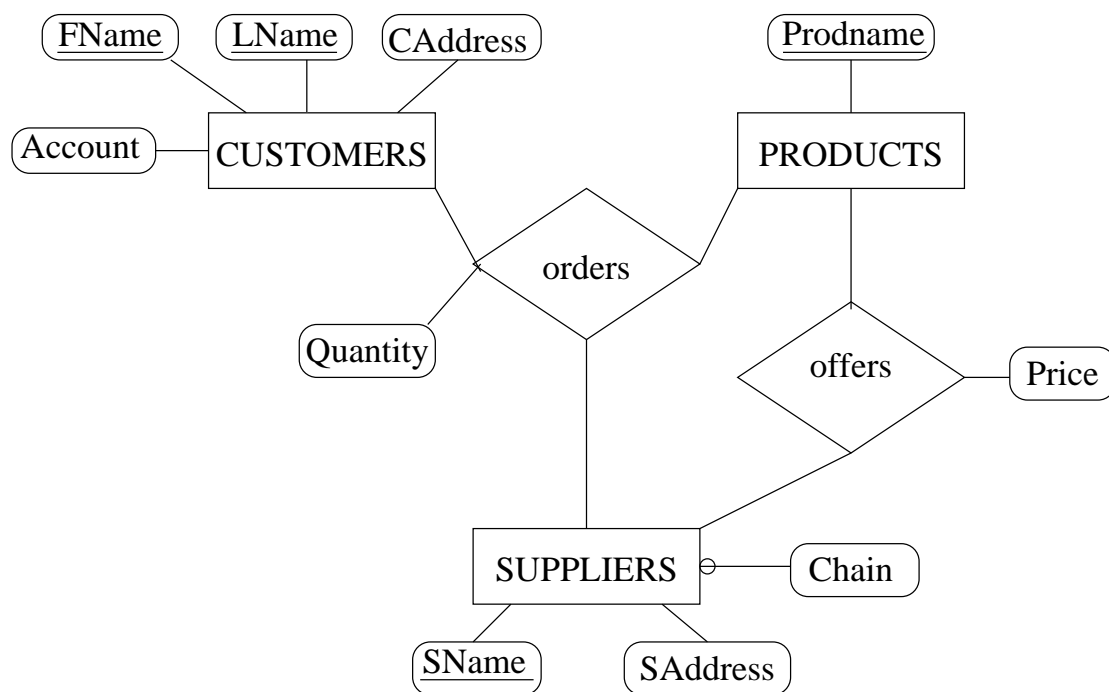 FName
LName
CAddress
Prodname
Account
CUSTOMERS
PRODUCTS
orders
Quantity
offers
Price
SUPPLIERS
Chain
SName
SAddress